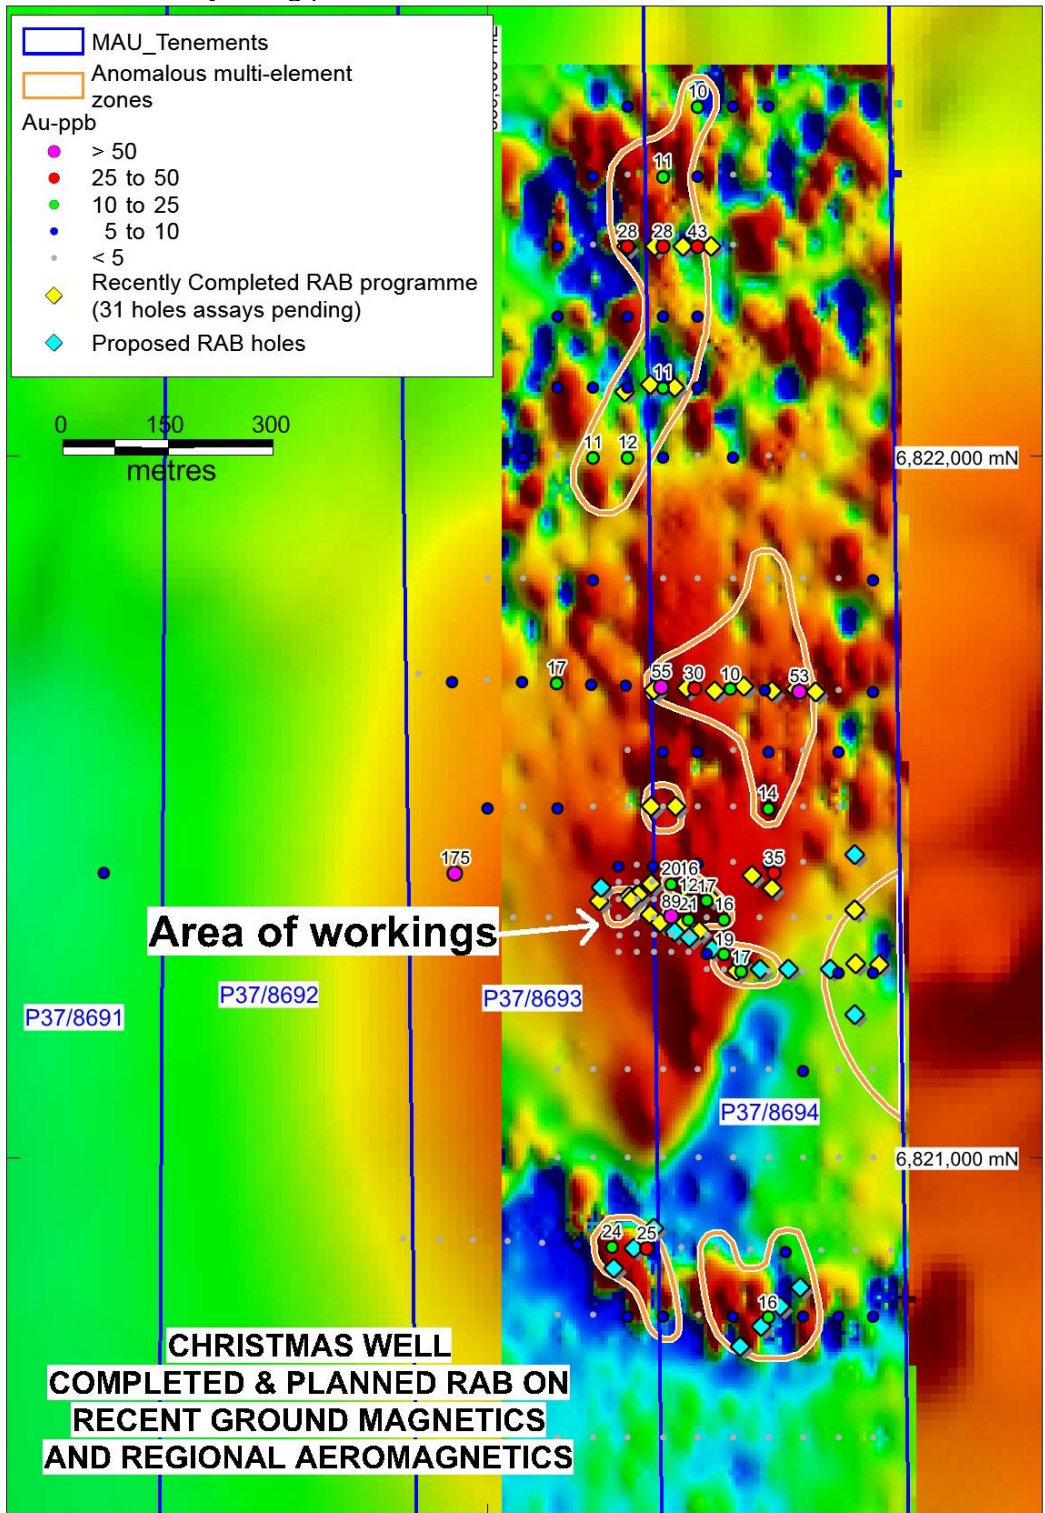 MAU_Tenements
Anomalous multi-element
zones
Au-ppb
> 50
25 to 50
10 to 25
5 to 10
< 5
Recently Completed RAB programme
(31 holes assays pending)
Proposed RAB holes
0 150 300
metres
10
11
28 28 43
11
11 12
6,822,000 mN
17 55 30 10 53
14
175
35
20 16
12 17
89 21 16
19
17
Area of workings
P37/8691
P37/8692
P37/8693
P37/8694
6,821,000 mN
24 25
16
CHRISTMAS WELL
COMPLETED & PLANNED RAB ON
RECENT GROUND MAGNETICS
AND REGIONAL AEROMAGNETICS